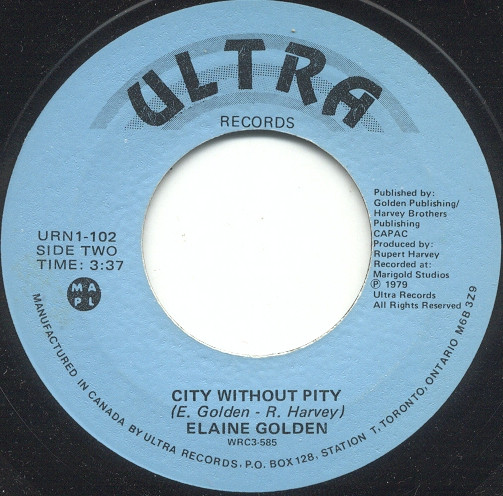 ULTRA
RECORDS
URN1-102
SIDE TWO
TIME: 3:37
M A
P L
Published by:
Golden Publishing/
Harvey Brothers
Publishing
CAPAC
Produced by:
Rupert Harvey
Recorded at:
Marigold Studios
Ⓟ 1979
Ultra Records
All Rights Reserved
CITY WITHOUT PITY
(E. Golden - R. Harvey)
ELAINE GOLDEN
WRC3-585
MANUFACTURED IN CANADA BY ULTRA RECORDS, P.O. BOX 128, STATION T, TORONTO, ONTARIO M6B 3Z9